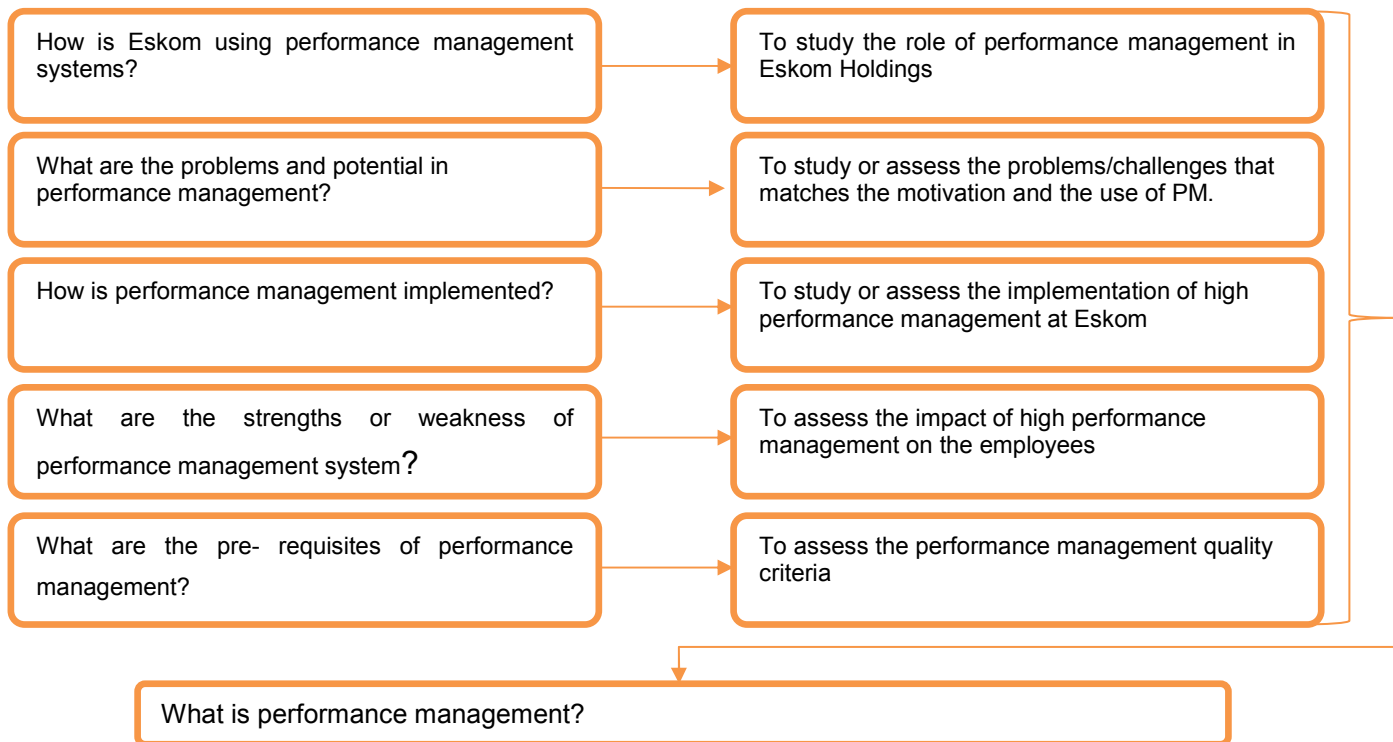 How is Eskom using performance management
systems?
To study the role of performance management in
Eskom Holdings
What are the problems and potential in
performance management?
To study or assess the problems/challenges that
matches the motivation and the use of PM.
How is performance management implemented?
To study or assess the implementation of high
performance management at Eskom
What are the strengths or weakness of
performance management system?
To assess the impact of high performance
management on the employees
What are the pre- requisites of performance
management?
To assess the performance management quality
criteria
What is performance management?